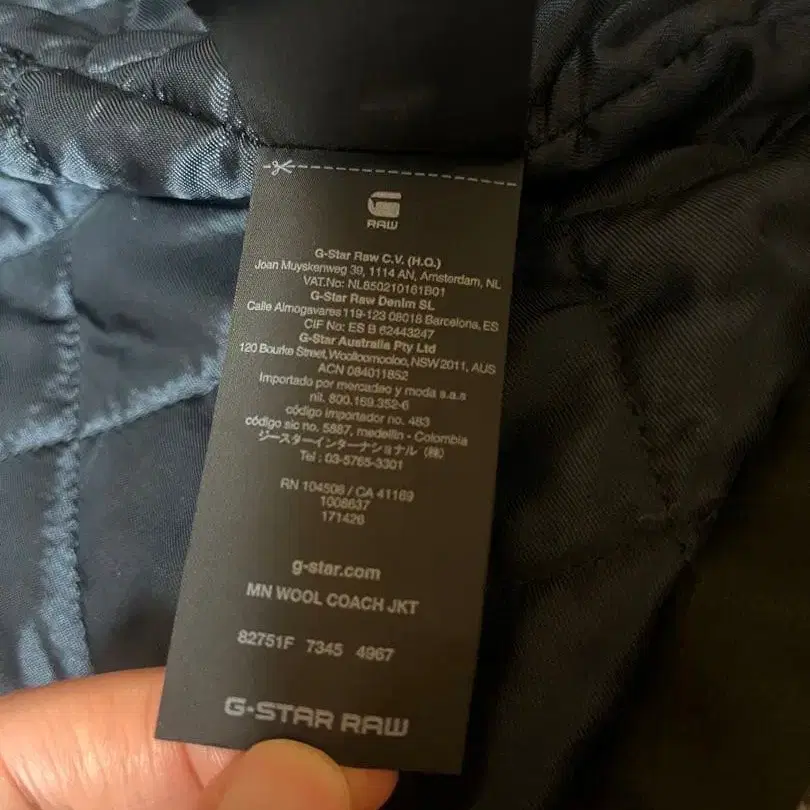 RAW
G-Star Raw C.V. (H.Q.)
Joan Muyskenweg 39, 1114 AN, Amsterdam, NL
VAT.No: NL850210161B01
G-Star Raw Denim SL
Calle Almogavares 119-123 08018 Barcelona, ES
CIF No: ES B 62443247
G-Star Australia Pty Ltd
120 Bourke Street, Woolloomooloo, NSW2011, AUS
ACN 084011852
Importado por mercadeo y moda s.a.s
nit. 800.169.352-6
código importador no. 483
código sic no. 5887, medellin - Colombia
ジースターインターナショナル (株)
Tel : 03-5765-3301
RN 104506 / CA 41169
1008637
171426
g-star.com
MN WOOL COACH JKT
82751F 7345 4967
G-STAR RAW